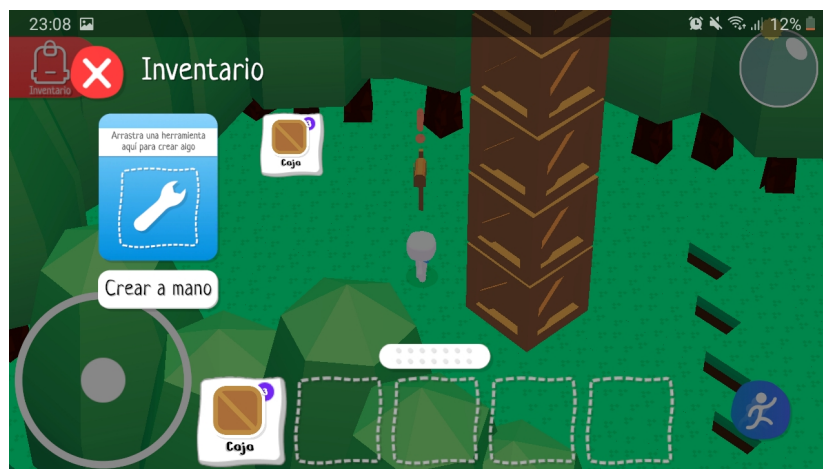 23:08
12%
Inventario
Inventario
Arrastra una herramienta
aquí para crear algo
Caja
Crear a mano
Caja